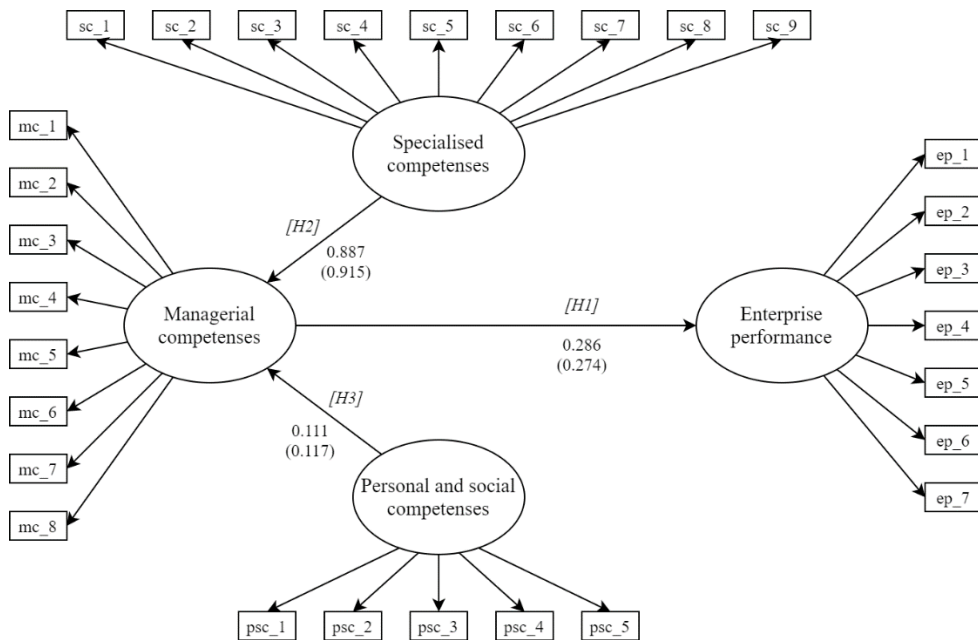 sc_1
sc_2
sc_3
sc_4
sc_5
sc_6
sc_7
sc_8
sc_9
mc_1
mc_2
mc_3
mc_4
mc_5
mc_6
mc_7
mc_8
Specialised
competenses
[H2]
0.887
(0.915)
Managerial
competenses
[H1]
0.286
(0.274)
Enterprise
performance
[H3]
0.111
(0.117)
Personal and social
competenses
ep_1
ep_2
ep_3
ep_4
ep_5
ep_6
ep_7
psc_1
psc_2
psc_3
psc_4
psc_5